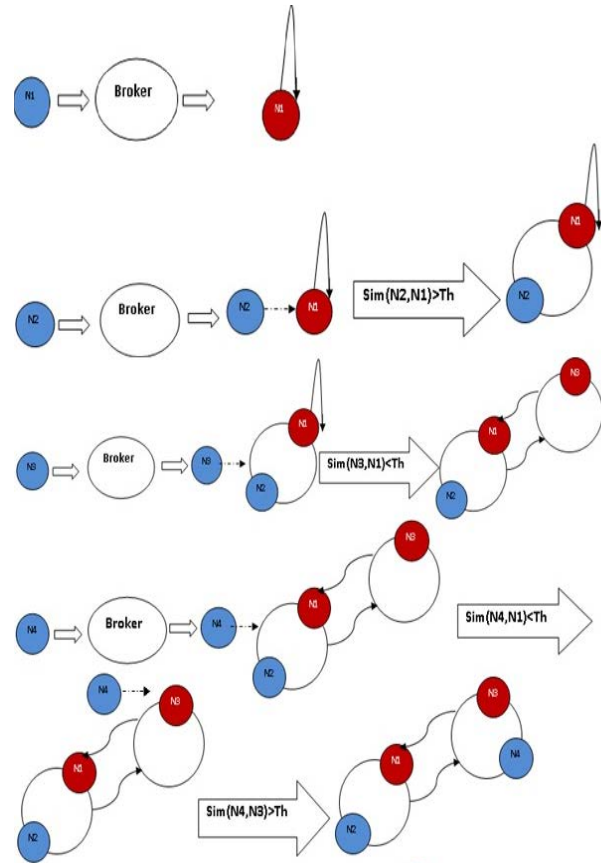 N1
Broker
N1
N2
Broker
N2
N1
Sim(N2,N1)>Th
N1
N2
N3
Broker
N3
N1
N2
Sim(N3,N1)<Th
N3
N1
N2
N4
Broker
N4
N3
N1
N2
Sim(N4,N1)<Th
N4
N3
N1
N2
Sim(N4,N3)>Th
N3
N4
N1
N2